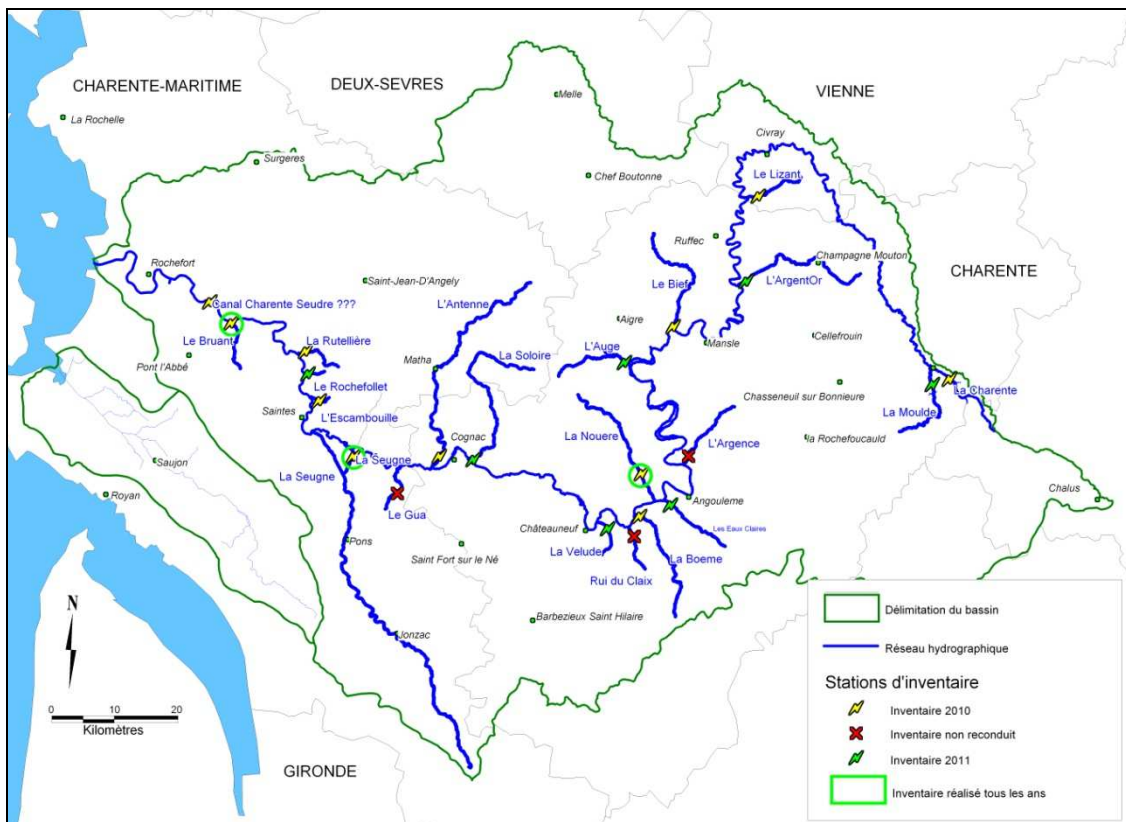 CHARENTE-MARITIME
DEUX-SEVRES
VIENNE
Melle
La Rochelle
Civray
Surgeres
Chef Boutonne
Le Lizant
Ruffec
Champagne Mouton
CHARENTE
Rochefort
Saint-Jean-D'Angely
Le Bief
L'ArgentOr
L'Antenne
Canal Charente Seudre ???
Aigre
Mansle
Cellefrouin
Le Bruant
La Rutellière
L'Auge
La Soloire
Pont l'Abbé
Matha
Le Rochefollet
Chasseneuil sur Bonnieure
La Charente
La Moulde
Saintes
L'Escambouille
La Nouere
L'Argence
la Rochefoucauld
Cognac
Saujon
La Seugne
La Seugne
Royan
Le Gua
Angouleme
Chalus
Châteauneuf
Les Eaux Claires
Pons
Saint Fort sur le Né
La Velude
La Boeme
Rui du Claix
Barbezieux Saint Hilaire
Jonzac
N
0 10 20
Kilomètres
GIRONDE
Délimitation du bassin
Réseau hydrographique
Stations d'inventaire
Inventaire 2010
Inventaire non reconduit
Inventaire 2011
Inventaire réalisé tous les ans